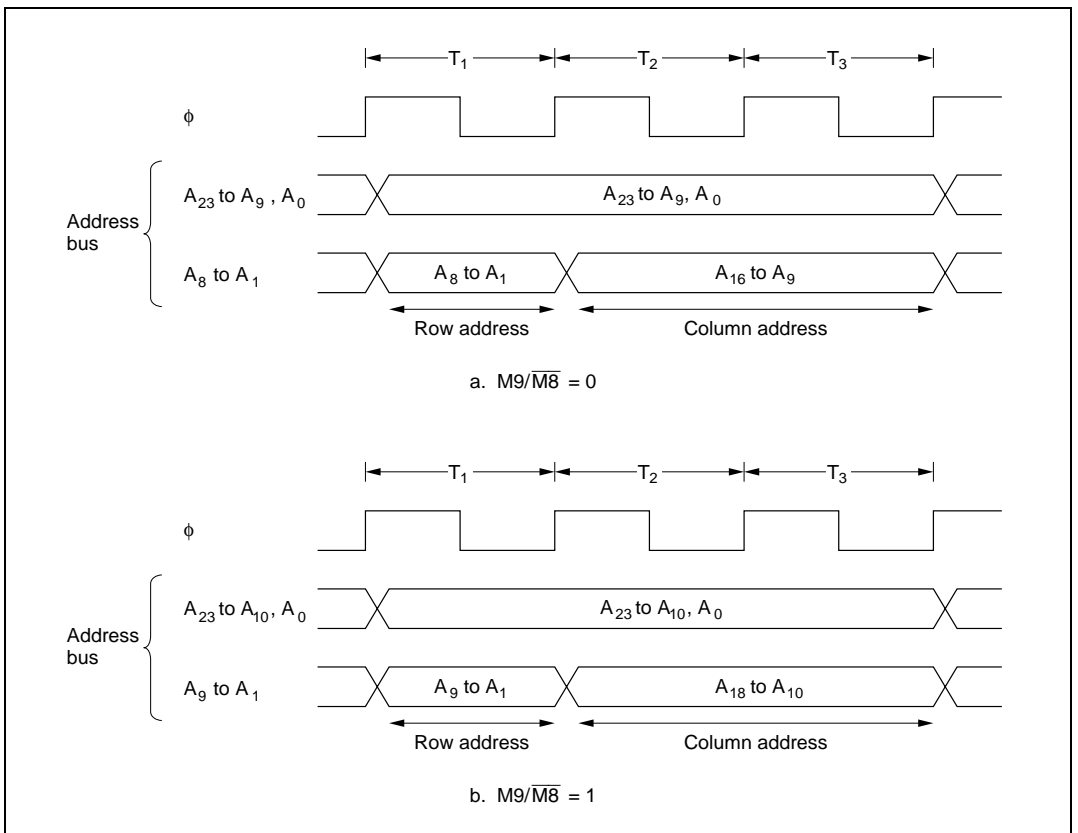 T1 T2 T3
φ
Address bus
A23 to A9 , A0
A23 to A9, A0
A8 to A1
A8 to A1
A16 to A9
Row address
Column address
a. M9/M̅8̅ = 0
T1 T2 T3
φ
Address bus
A23 to A10, A0
A23 to A10, A0
A9 to A1
A9 to A1
A18 to A10
Row address
Column address
b. M9/M̅8̅ = 1